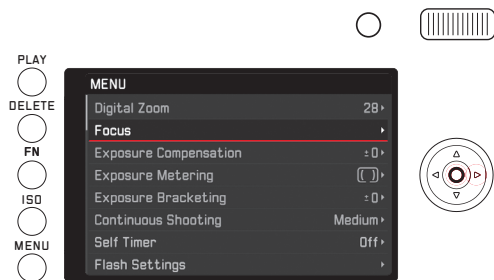 PLAY
DELETE
FN
ISO
MENU
MENU
Digital Zoom 28
Focus
Exposure Compensation ±0
Exposure Metering
Exposure Bracketing ±0
Continuous Shooting Medium
Self Timer Off
Flash Settings